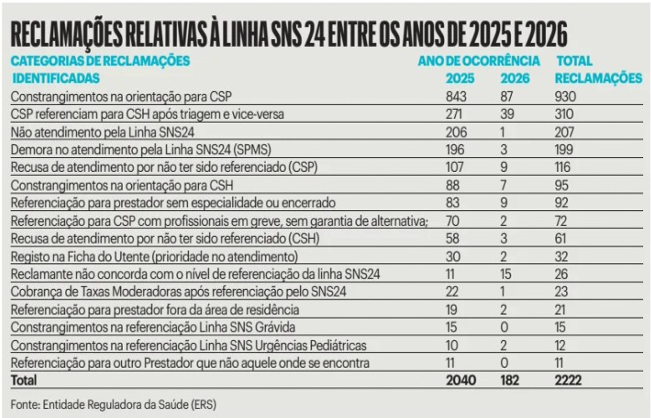 RECLAMAÇÕES RELATIVAS À LINHA SNS 24 ENTRE OS ANOS DE 2025 E 2026
CATEGORIAS DE RECLAMAÇÕES ANO DE OCORRÊNCIA TOTAL
IDENTIFICADAS 2025 2026 RECLAMAÇÕES
Constrangimentos na orientação para CSP 843 87 930
CSP referenciam para CSH após triagem e vice-versa 271 39 310
Não atendimento pela Linha SNS24 206 1 207
Demora no atendimento pela Linha SNS24 (SPMS) 196 3 199
Recusa de atendimento por não ter sido referenciado (CSP) 107 9 116
Constrangimentos na orientação para CSH 88 7 95
Referenciação para prestador sem especialidade ou encerrado 83 9 92
Referenciação para CSP com profissionais em greve, sem garantia de alternativa; 70 2 72
Recusa de atendimento por não ter sido referenciado (CSH) 58 3 61
Registo na Ficha do Utente (prioridade no atendimento) 30 2 32
Reclamante não concorda com o nível de referenciação da linha SNS24 11 15 26
Cobrança de Taxas Moderadoras após referenciação pelo SNS24 22 1 23
Referenciação para prestador fora da área de residência 19 2 21
Constrangimentos na referenciação Linha SNS Grávida 15 0 15
Constrangimentos na referenciação Linha SNS Urgências Pediátricas 10 2 12
Referenciação para outro Prestador que não aquele onde se encontra 11 0 11
Total 2040 182 2222
Fonte: Entidade Reguladora da Saúde (ERS)